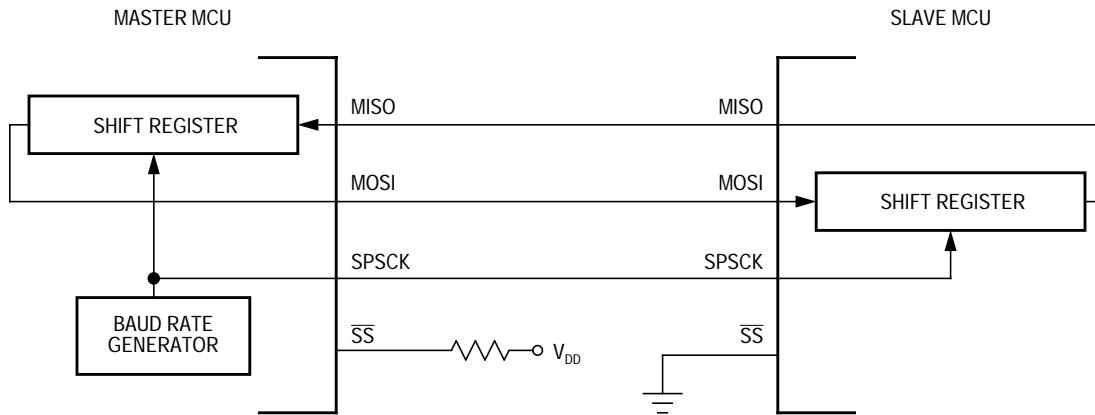 MASTER MCU
SLAVE MCU
SHIFT REGISTER
MISO
MISO
MOSI
MOSI
SHIFT REGISTER
SPSCK
SPSCK
BAUD RATE
GENERATOR
SS
VDD
SS